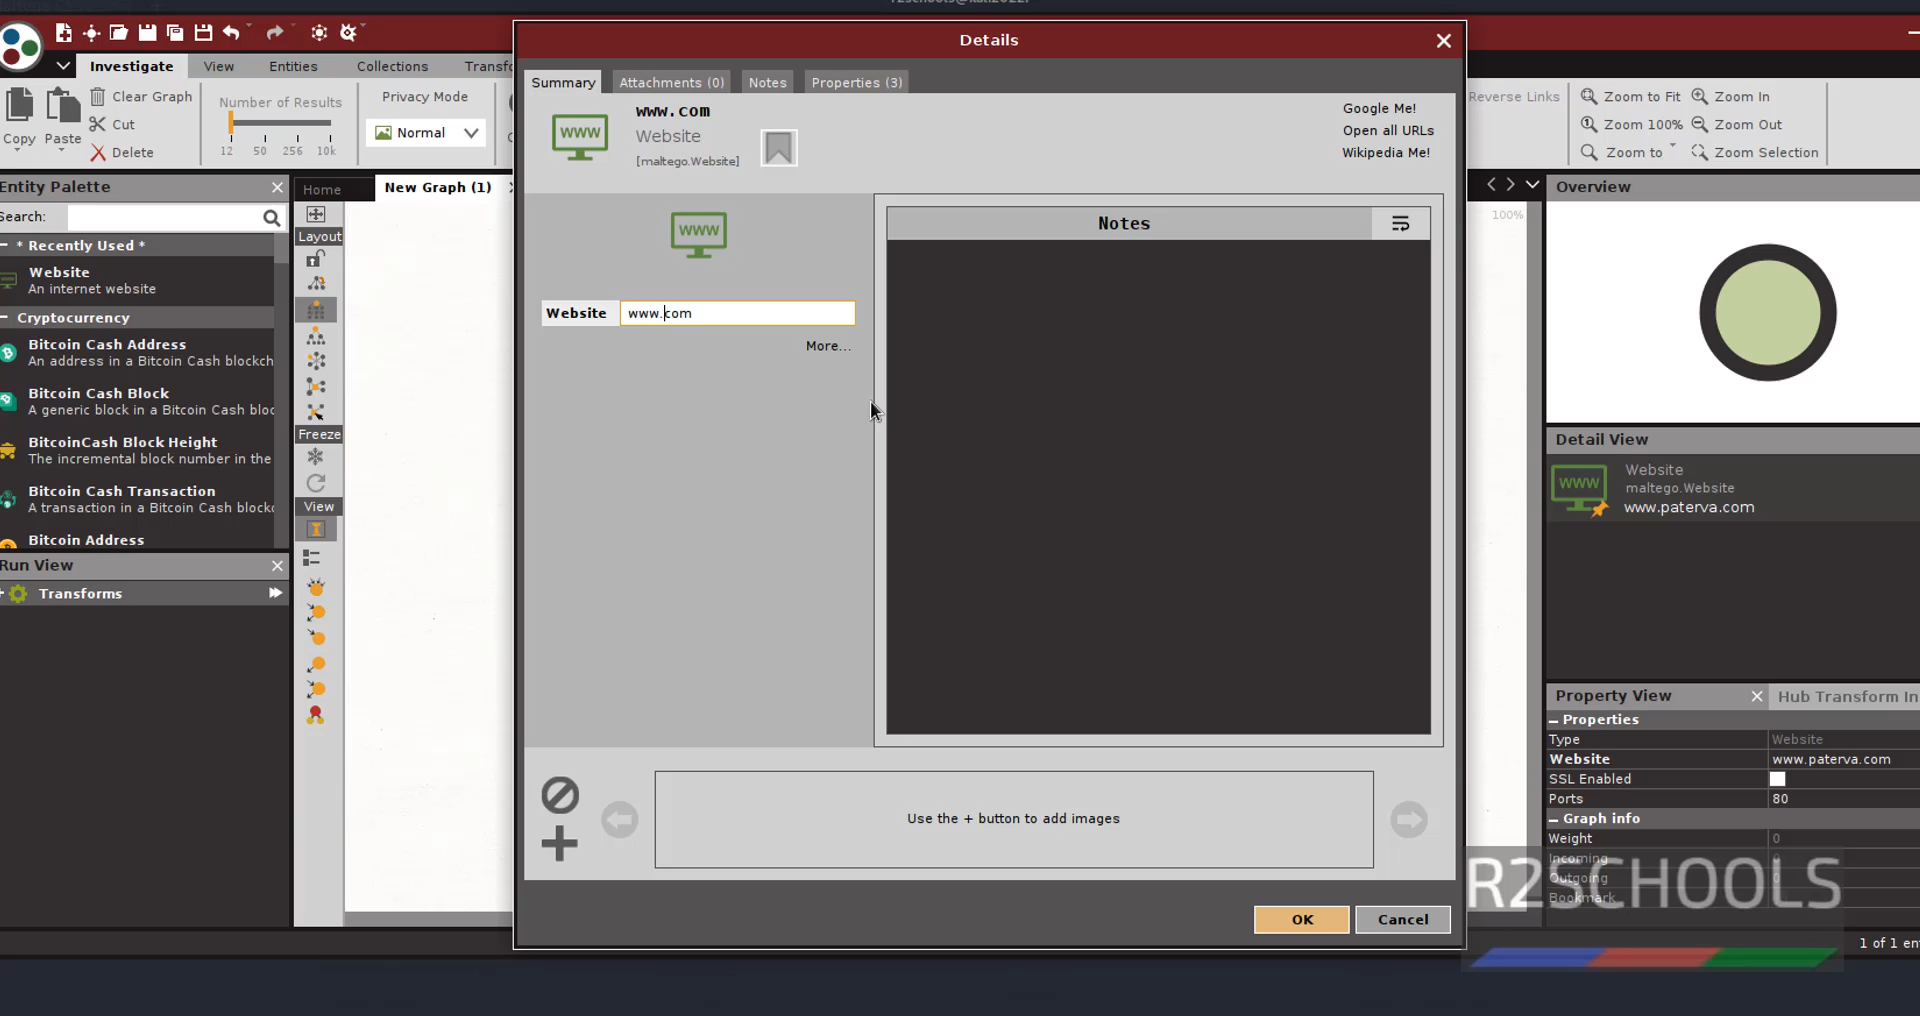 Details
Investigate
View
Entities
Collections
Transf
Clear Graph
Cut
Delete
Copy
Paste
Number of Results
12 50 256 10k
Privacy Mode
Normal
Reverse Links
Zoom to Fit
Zoom In
Zoom 100%
Zoom Out
Zoom to
Zoom Selection
Entity Palette
Search:
* Recently Used *
Website
An internet website
Cryptocurrency
Bitcoin Cash Address
An address in a Bitcoin Cash blockch
Bitcoin Cash Block
A generic block in a Bitcoin Cash bloc
BitcoinCash Block Height
The incremental block number in the
Bitcoin Cash Transaction
A transaction in a Bitcoin Cash blockc
Bitcoin Address
Run View
Transforms
Home
New Graph (1)
Layout
Freeze
View
Summary
Attachments (0)
Notes
Properties (3)
WWW
www.com
Website
[maltego.Website]
Google Me!
Open all URLs
Wikipedia Me!
WWW
Website
www.com
More...
Notes
Use the + button to add images
OK
Cancel
100%
Overview
Detail View
WWW
Website
maltego.Website
www.paterva.com
Property View
Hub Transform In
Properties
Type Website
Website www.paterva.com
SSL Enabled
Ports 80
Graph info
Weight 0
Incoming
Outgoing
Bookmark
R2SCHOOLS
1 of 1 en